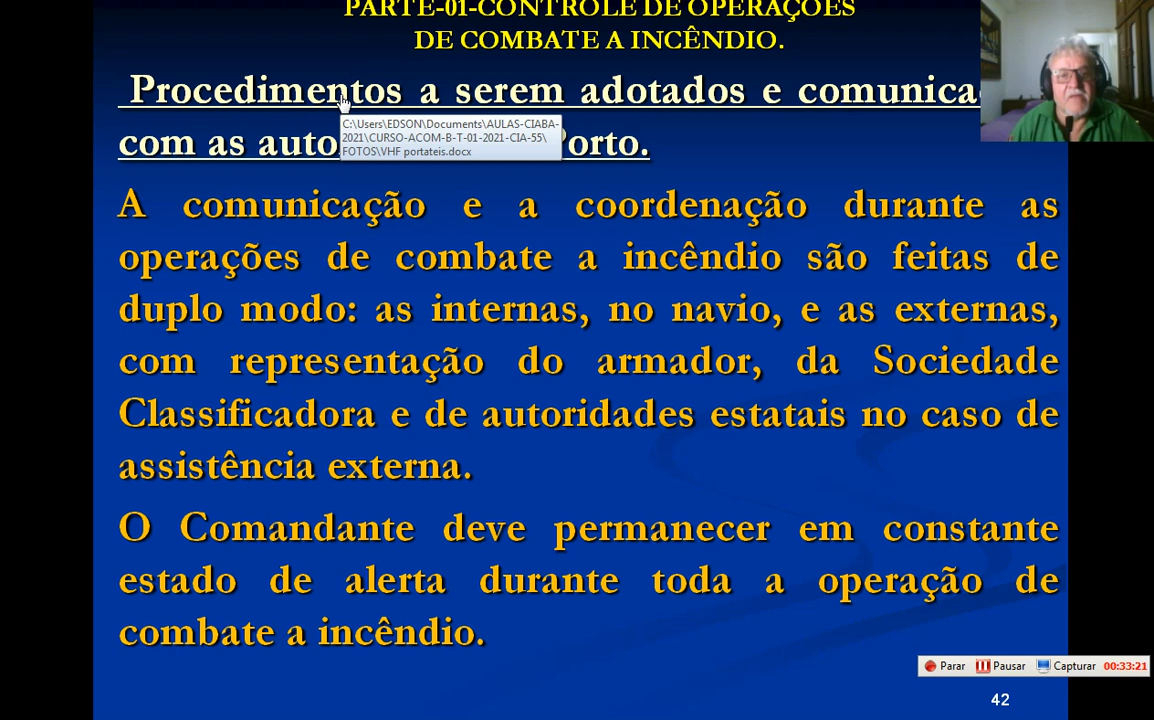 PARTE-01-CONTROLE DE OPERAÇÕES
DE COMBATE A INCÊNDIO.
Procedimentos a serem adotados e
com as Porto.
C:\Users\EDSON\Documents\AULAS-CIABA-
2021\CURSO-ACOM-B-T-01-2021-CIA-55\
FOTOS\VHF portateis.docx
A comunicação e a coordenação durante as
operações de combate a incêndio são feitas de
duplo modo: as internas, no navio, e as externas,
com representação do armador, da Sociedade
Classificadora e de autoridades estatais no caso de
assistência externa.
O Comandante deve permanecer em constante
estado de alerta durante toda a operação de
combate a incêndio.
Parar Pausar Capturar 00:33:21
42